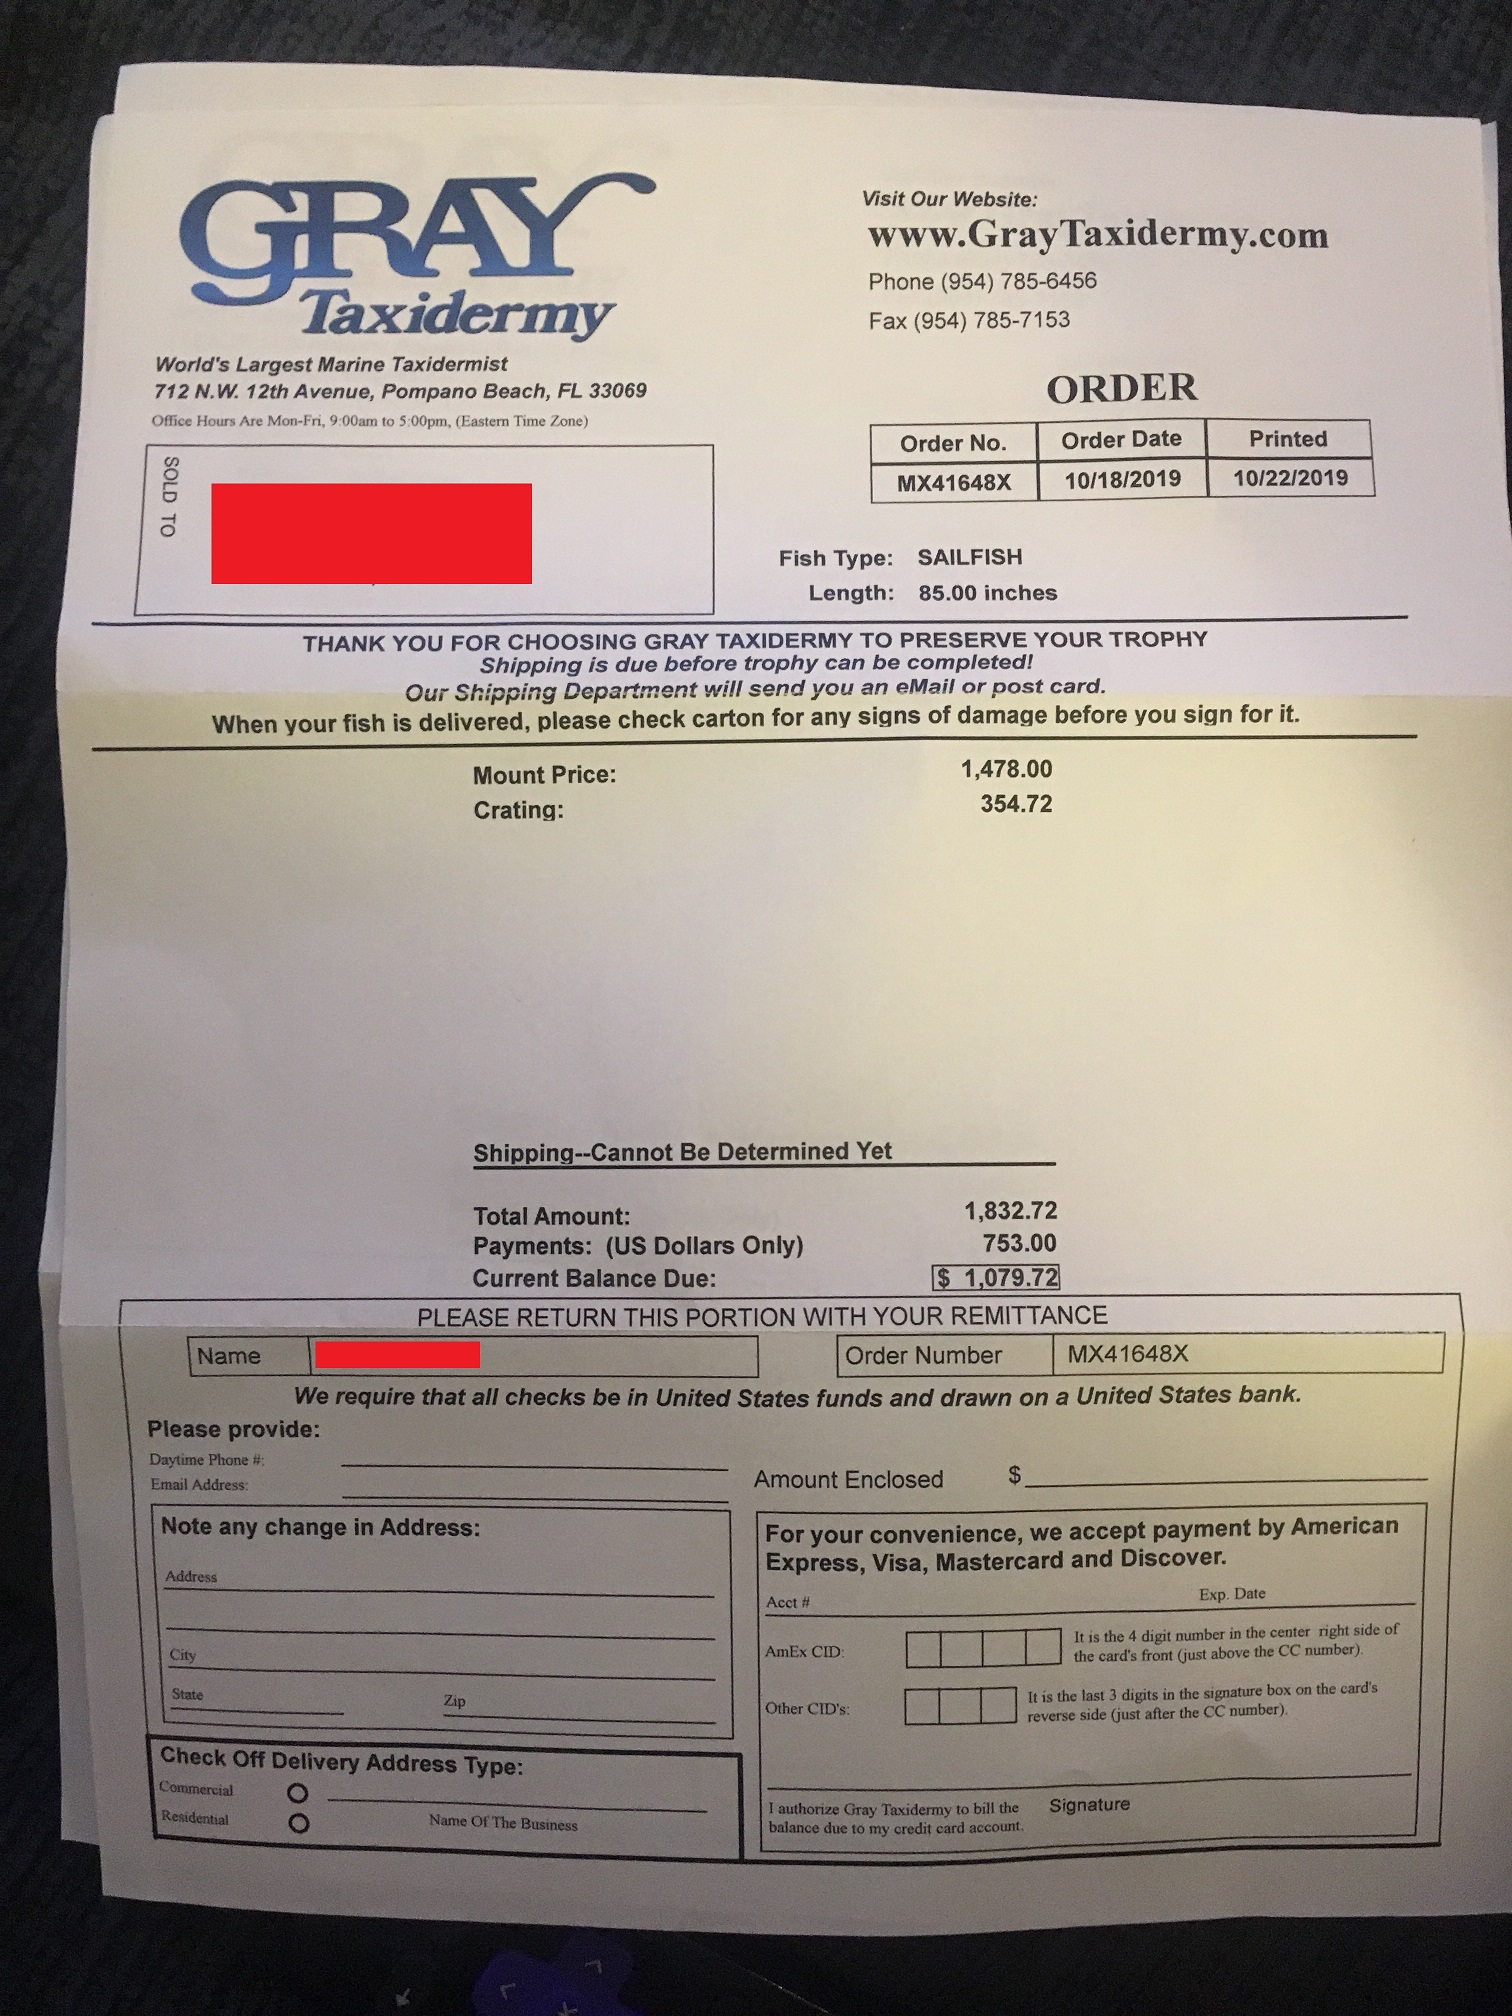 GRAY
Taxidermy
World's Largest Marine Taxidermist
712 N.W. 12th Avenue, Pompano Beach, FL 33069
Office Hours Are Mon-Fri, 9:00am to 5:00pm, (Eastern Time Zone)
Visit Our Website:
www.GrayTaxidermy.com
Phone (954) 785-6456
Fax (954) 785-7153
ORDER
Order No. Order Date Printed
MX41648X 10/18/2019 10/22/2019
SOLD TO
Fish Type: SAILFISH
Length: 85.00 inches
THANK YOU FOR CHOOSING GRAY TAXIDERMY TO PRESERVE YOUR TROPHY
Shipping is due before trophy can be completed!
Our Shipping Department will send you an eMail or post card.
When your fish is delivered, please check carton for any signs of damage before you sign for it.
Mount Price: 1,478.00
Crating: 354.72
Shipping--Cannot Be Determined Yet
Total Amount: 1,832.72
Payments: (US Dollars Only) 753.00
Current Balance Due: $ 1,079.72
PLEASE RETURN THIS PORTION WITH YOUR REMITTANCE
Name
Order Number MX41648X
We require that all checks be in United States funds and drawn on a United States bank.
Please provide:
Daytime Phone #:
Email Address:
Amount Enclosed $
Note any change in Address:
Address
City
State Zip
Check Off Delivery Address Type:
Commercial
Residential Name Of The Business
For your convenience, we accept payment by American
Express, Visa, Mastercard and Discover.
Acct # Exp. Date
AmEx CID: It is the 4 digit number in the center right side of
the card's front (just above the CC number).
Other CID's: It is the last 3 digits in the signature box on the card's
reverse side (just after the CC number).
I authorize Gray Taxidermy to bill the Signature
balance due to my credit card account.